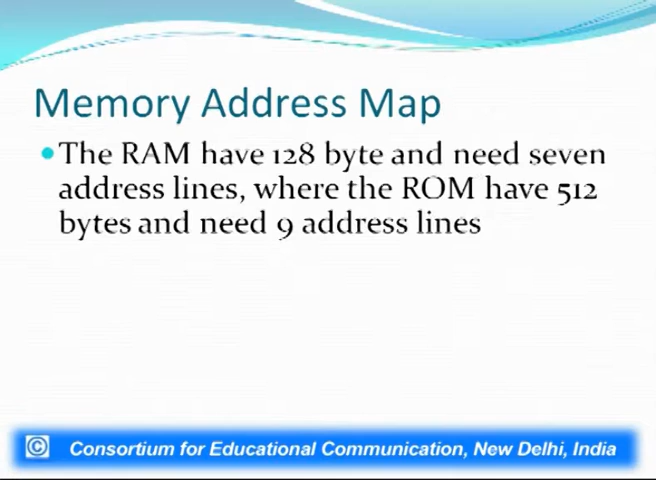 Memory Address Map
The RAM have 128 byte and need seven
address lines, where the ROM have 512
bytes and need 9 address lines
© Consortium for Educational Communication, New Delhi, India